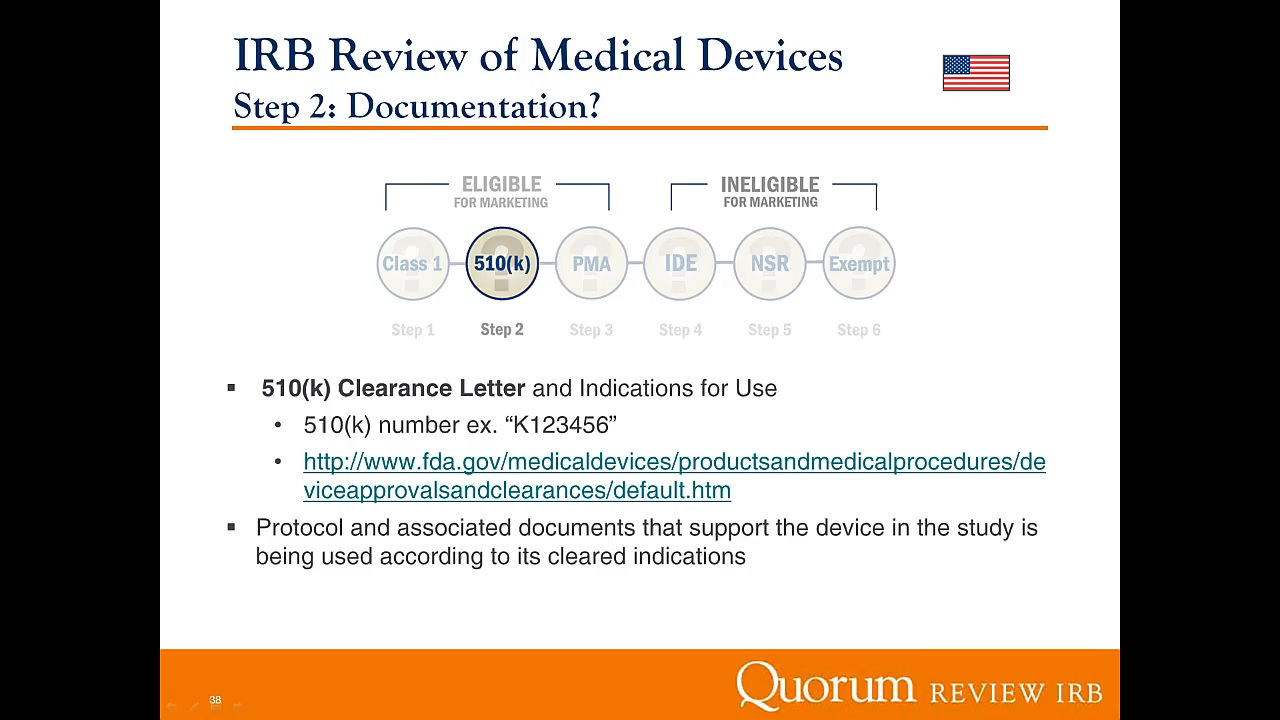 IRB Review of Medical Devices
Step 2: Documentation?
ELIGIBLE
FOR MARKETING
INELIGIBLE
FOR MARKETING
Class 1
510(k)
PMA
IDE
NSR
Exempt
Step 1
Step 2
Step 3
Step 4
Step 5
Step 6
▪ 510(k) Clearance Letter and Indications for Use
• 510(k) number ex. “K123456”
• http://www.fda.gov/medicaldevices/productsandmedicalprocedures/de
viceapprovalsandclearances/default.htm
▪ Protocol and associated documents that support the device in the study is
being used according to its cleared indications
38
Quorum REVIEW IRB